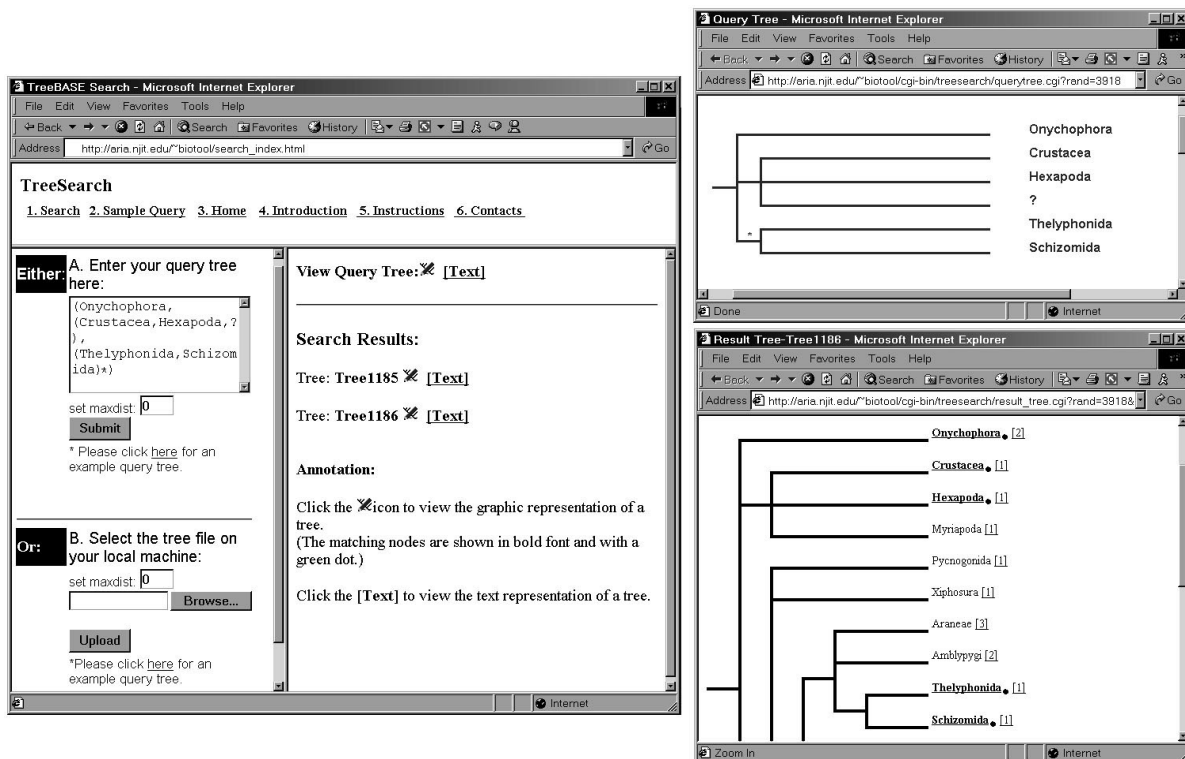 TreeBASE Search - Microsoft Internet Explorer
File Edit View Favorites Tools Help
Back Search Favorites History
Address http://aria.njit.edu/~biotool/search_index.html Go
TreeSearch
1. Search 2. Sample Query 3. Home 4. Introduction 5. Instructions 6. Contacts
Either:
A. Enter your query tree
here:
(Onychophora,
(Crustacea,Hexapoda,?
),
(Thelyphonida,Schizom
ida)*)
set maxdist: 0
Submit
* Please click here for an
example query tree.
Or:
B. Select the tree file on
your local machine:
set maxdist: 0
Browse...
Upload
*Please click here for an
example query tree.
View Query Tree: [Text]
Search Results:
Tree: Tree1185 [Text]
Tree: Tree1186 [Text]
Annotation:
Click the icon to view the graphic representation of a
tree.
(The matching nodes are shown in bold font and with a
green dot.)
Click the [Text] to view the text representation of a tree.
Internet
Query Tree - Microsoft Internet Explorer
File Edit View Favorites Tools Help
Back Search Favorites History
Address http://aria.njit.edu/~biotool/cgi-bin/treesearch/querytree.cgi?rand=3918 Go
Onychophora
Crustacea
Hexapoda
?
Thelyphonida
*
Schizomida
Done Internet
Result Tree-Tree1186 - Microsoft Internet Explorer
File Edit View Favorites Tools Help
Back Search Favorites History
Address http://aria.njit.edu/~biotool/cgi-bin/treesearch/result_tree.cgi?rand=3918& Go
Onychophora [2]
Crustacea [1]
Hexapoda [1]
Myriapoda [1]
Pycnogonida [1]
Xiphosura [1]
Araneae [3]
Amblypygi [2]
Thelyphonida [1]
Schizomida [1]
Zoom In Internet